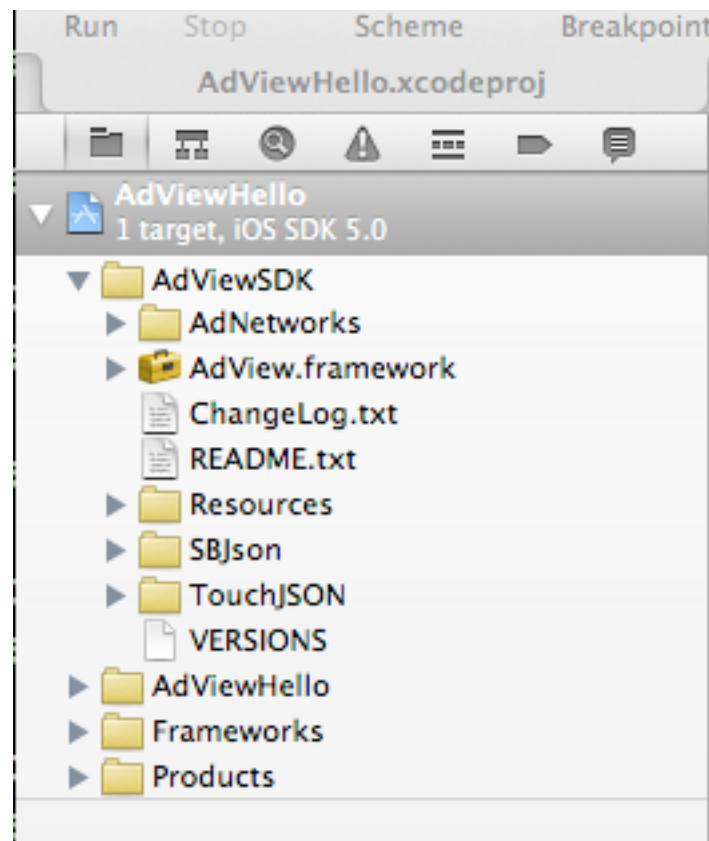 Run Stop Scheme Breakpoint
AdViewHello.xcodeproj
AdViewHello
1 target, iOS SDK 5.0
AdViewSDK
AdNetworks
AdView.framework
ChangeLog.txt
README.txt
Resources
SBJson
TouchJSON
VERSIONS
AdViewHello
Frameworks
Products